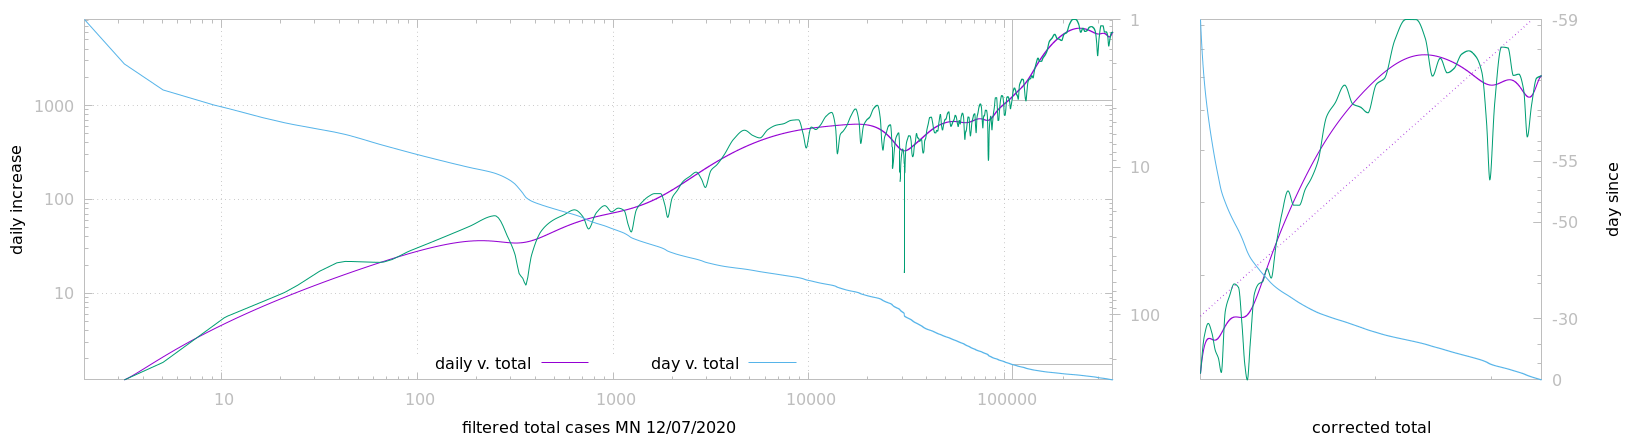 daily increase
1000
100
10
daily v. total
day v. total
10
100
1000
10000
100000
filtered total cases MN 12/07/2020
1
10
100
-59
-55
-50
-30
0
day since
corrected total